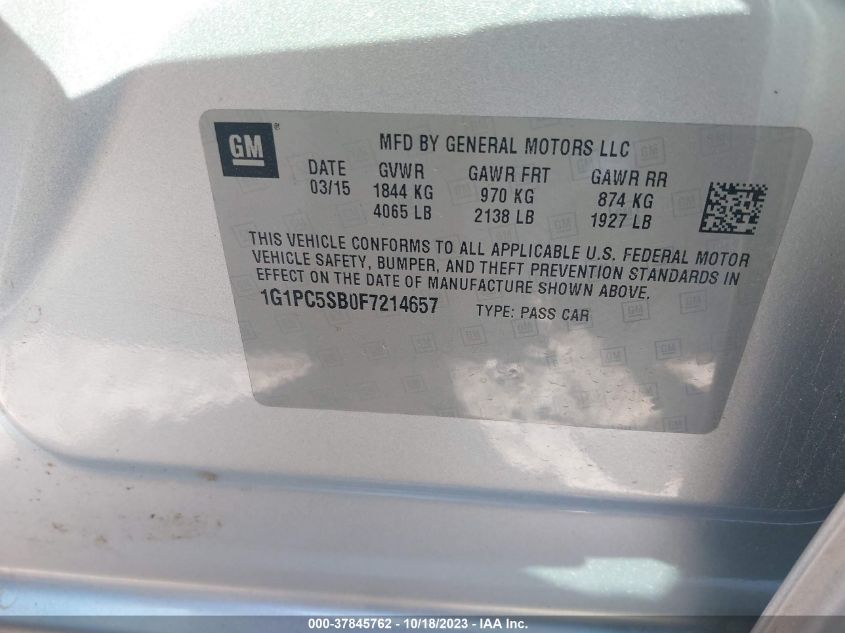 GM
MFD BY GENERAL MOTORS LLC
DATE GVWR GAWR FRT GAWR RR
03/15 1844 KG 970 KG 874 KG
4065 LB 2138 LB 1927 LB
THIS VEHICLE CONFORMS TO ALL APPLICABLE U.S. FEDERAL MOTOR
VEHICLE SAFETY, BUMPER, AND THEFT PREVENTION STANDARDS IN
EFFECT ON THE DATE OF MANUFACTURE SHOWN ABOVE.
1G1PC5SB0F7214657 TYPE: PASS CAR
000-37845762 - 10/18/2023 - IAA Inc.